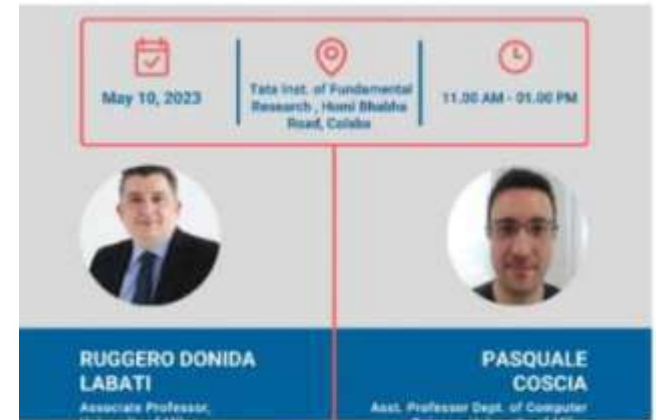 May 10, 2023
Tata Inst. of Fundamental
Research , Homi Bhabha
Road, Colaba
11.00 AM - 01.00 PM
RUGGERO DONIDA
LABATI
Associate Professor,
PASQUALE
COSCIA
Asst. Professor Dept. of Computer